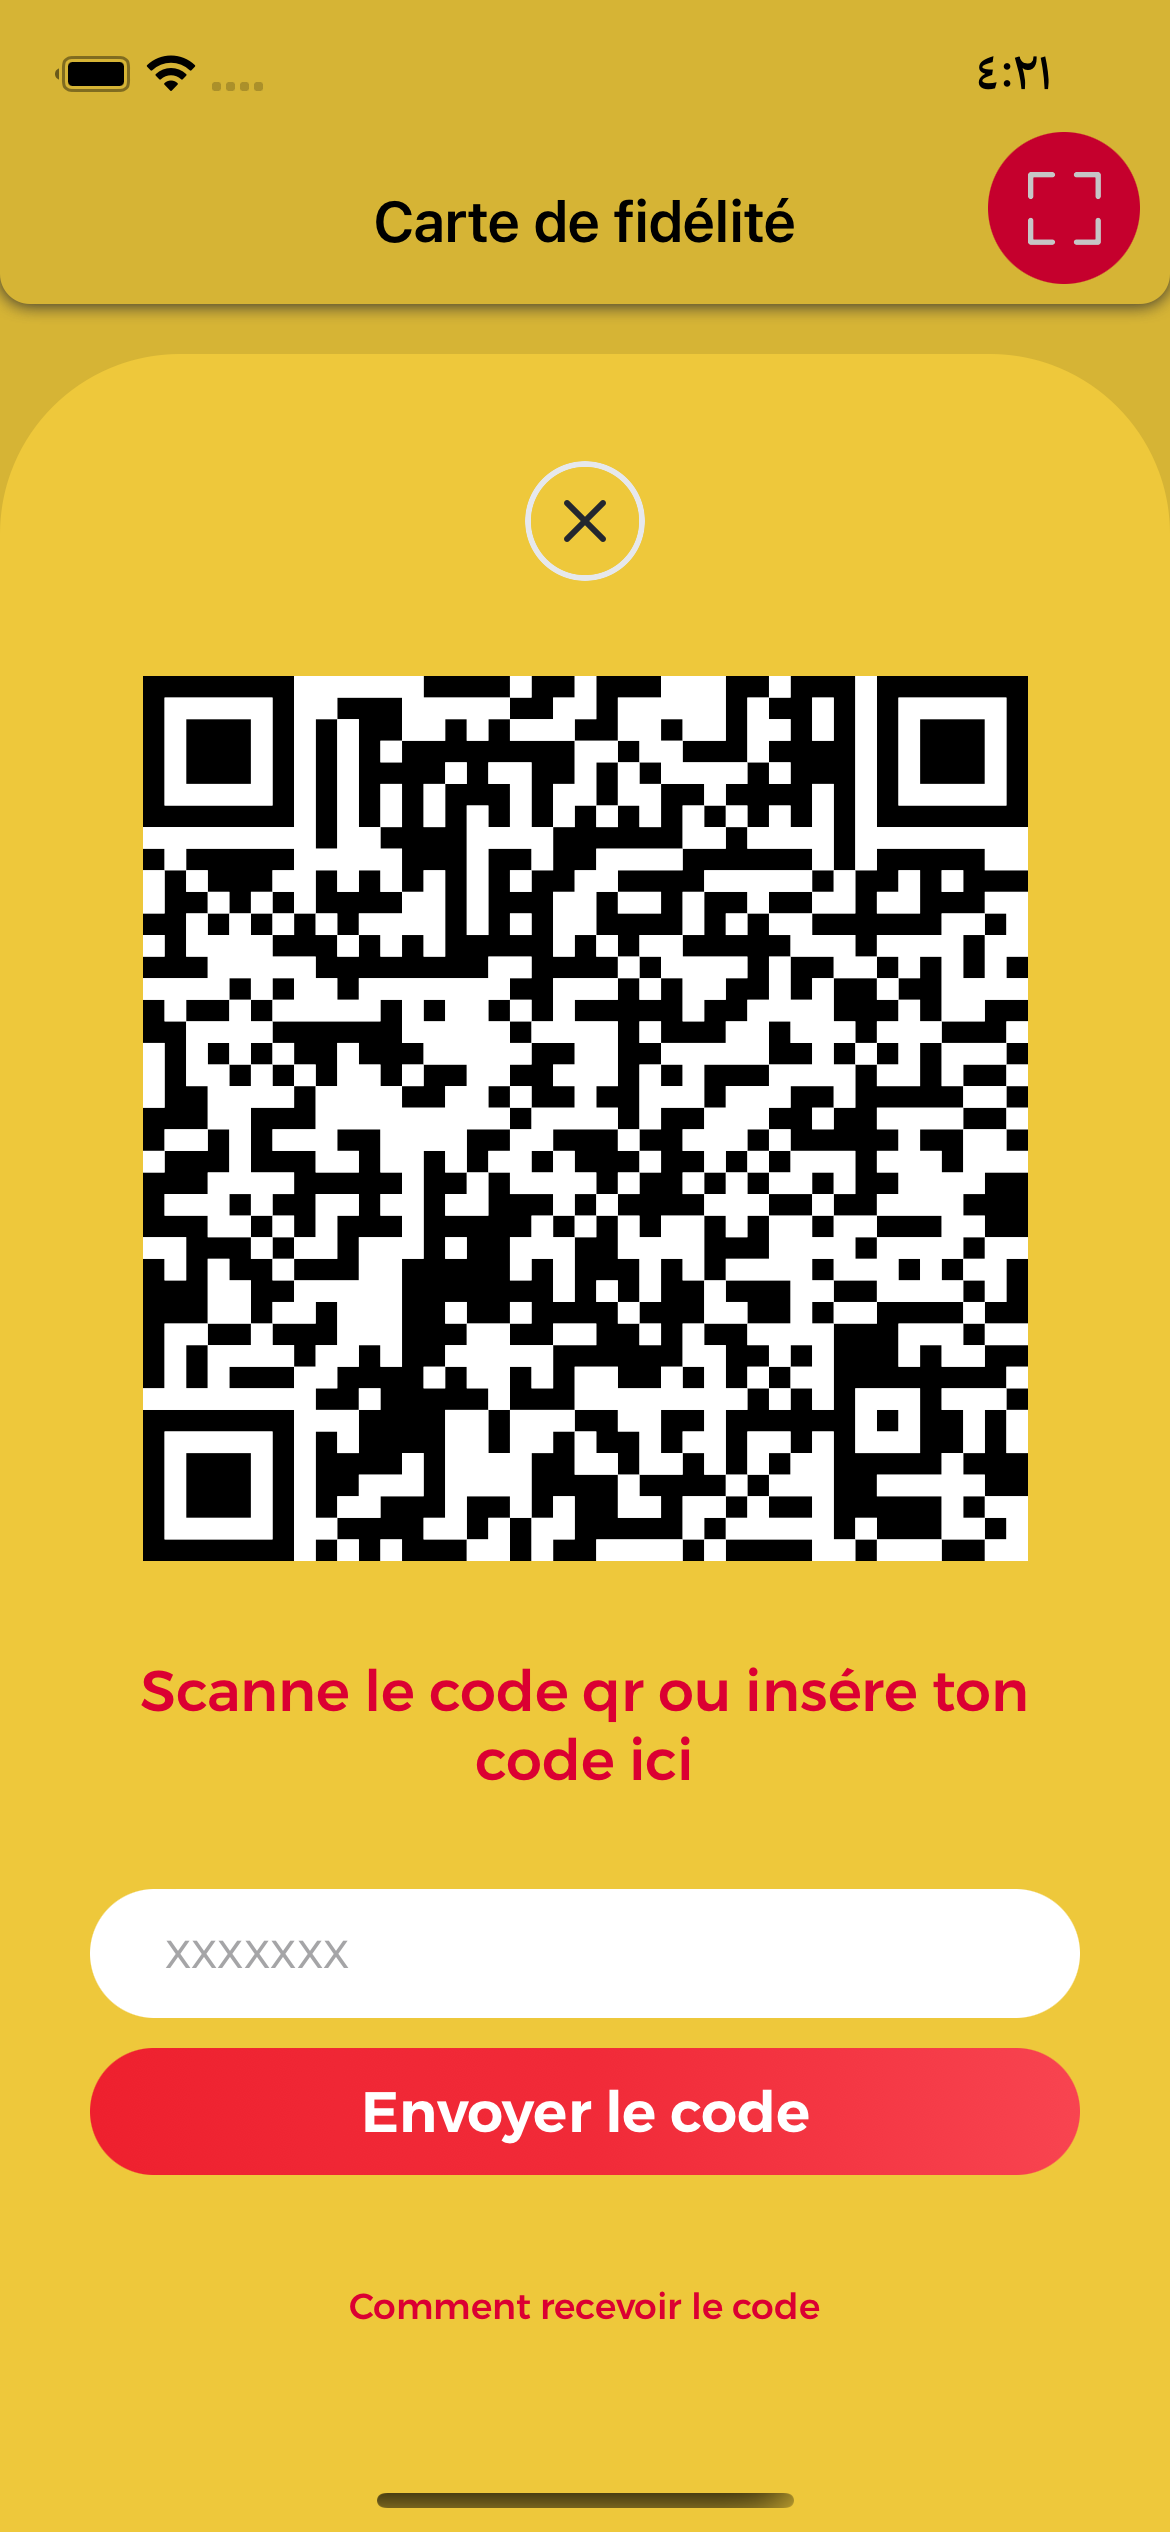 ٤:٢١
Carte de fidélité
Scanne le code qr ou insére ton
code ici
XXXXXXX
Envoyer le code
Comment recevoir le code